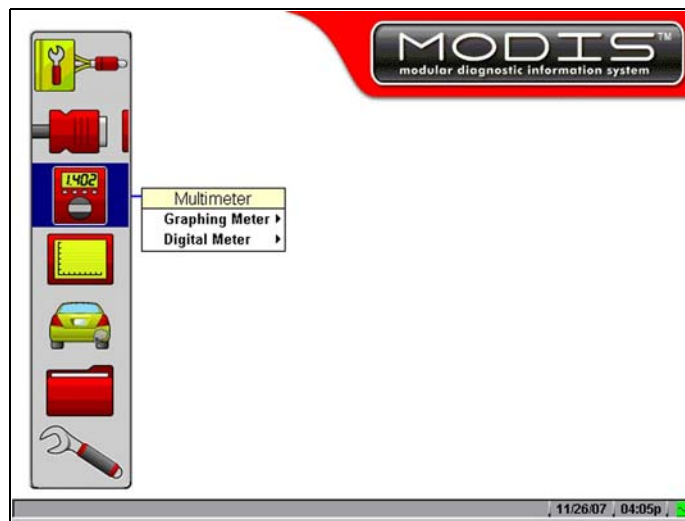 MODIS™
modular diagnostic information system
1.402
Multimeter
Graphing Meter
Digital Meter
11/26/07 04:05p